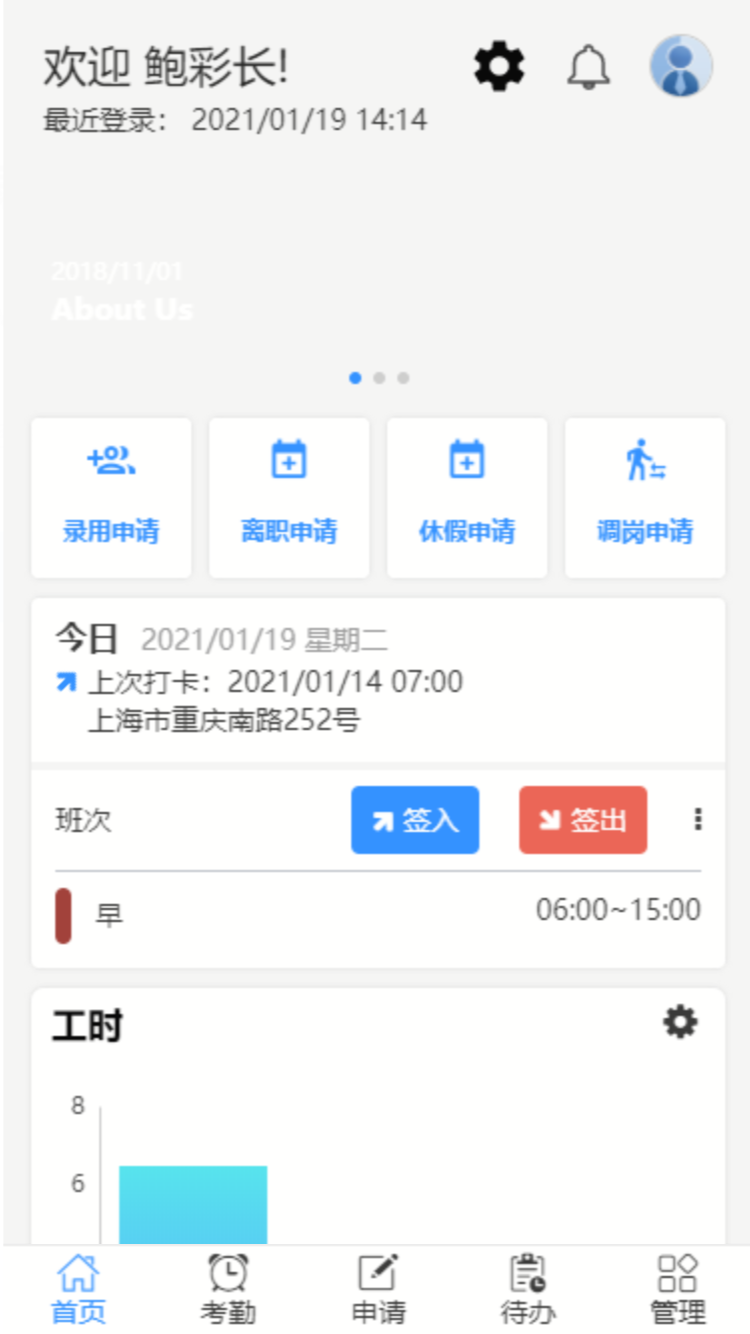 欢迎 鲍彩长!
最近登录： 2021/01/19 14:14
2018/11/01
About Us
录用申请 离职申请 休假申请 调岗申请
今日 2021/01/19 星期二
上次打卡：2021/01/14 07:00
上海市重庆南路252号
班次 签入 签出
早 06:00~15:00
工时
8
6
首页 考勤 申请 待办 管理